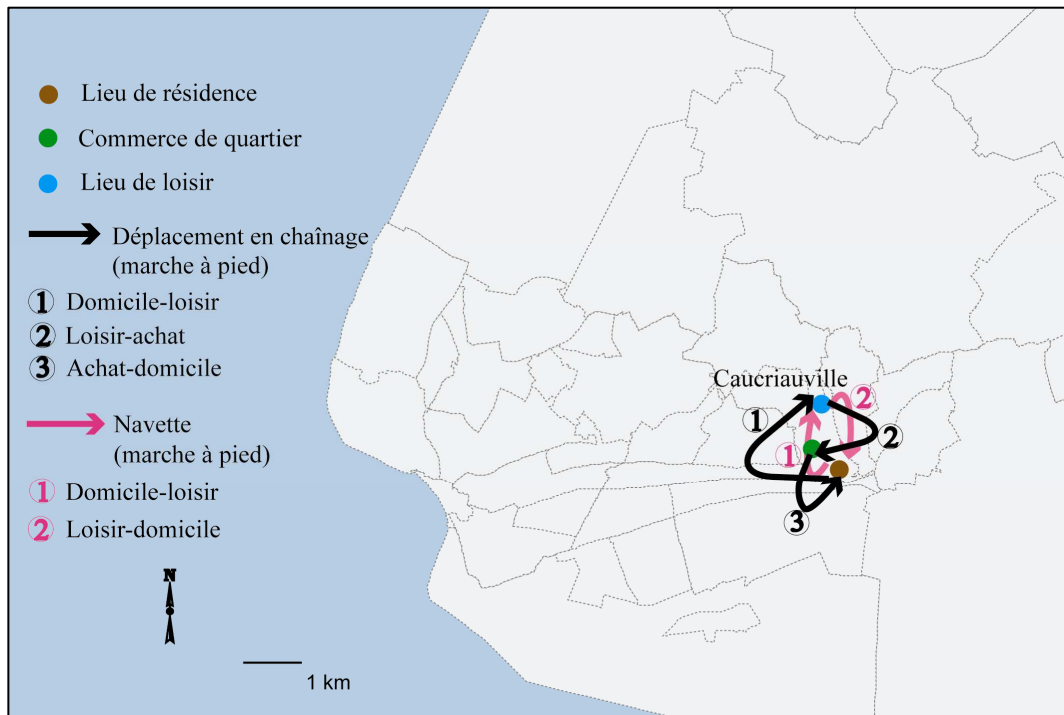 Lieu de résidence
Commerce de quartier
Lieu de loisir
Déplacement en chaînage
(marche à pied)
1 Domicile-loisir
2 Loisir-achat
3 Achat-domicile
Navette
(marche à pied)
1 Domicile-loisir
2 Loisir-domicile
N
1 km
Caucriauville
2
1
2
1
3